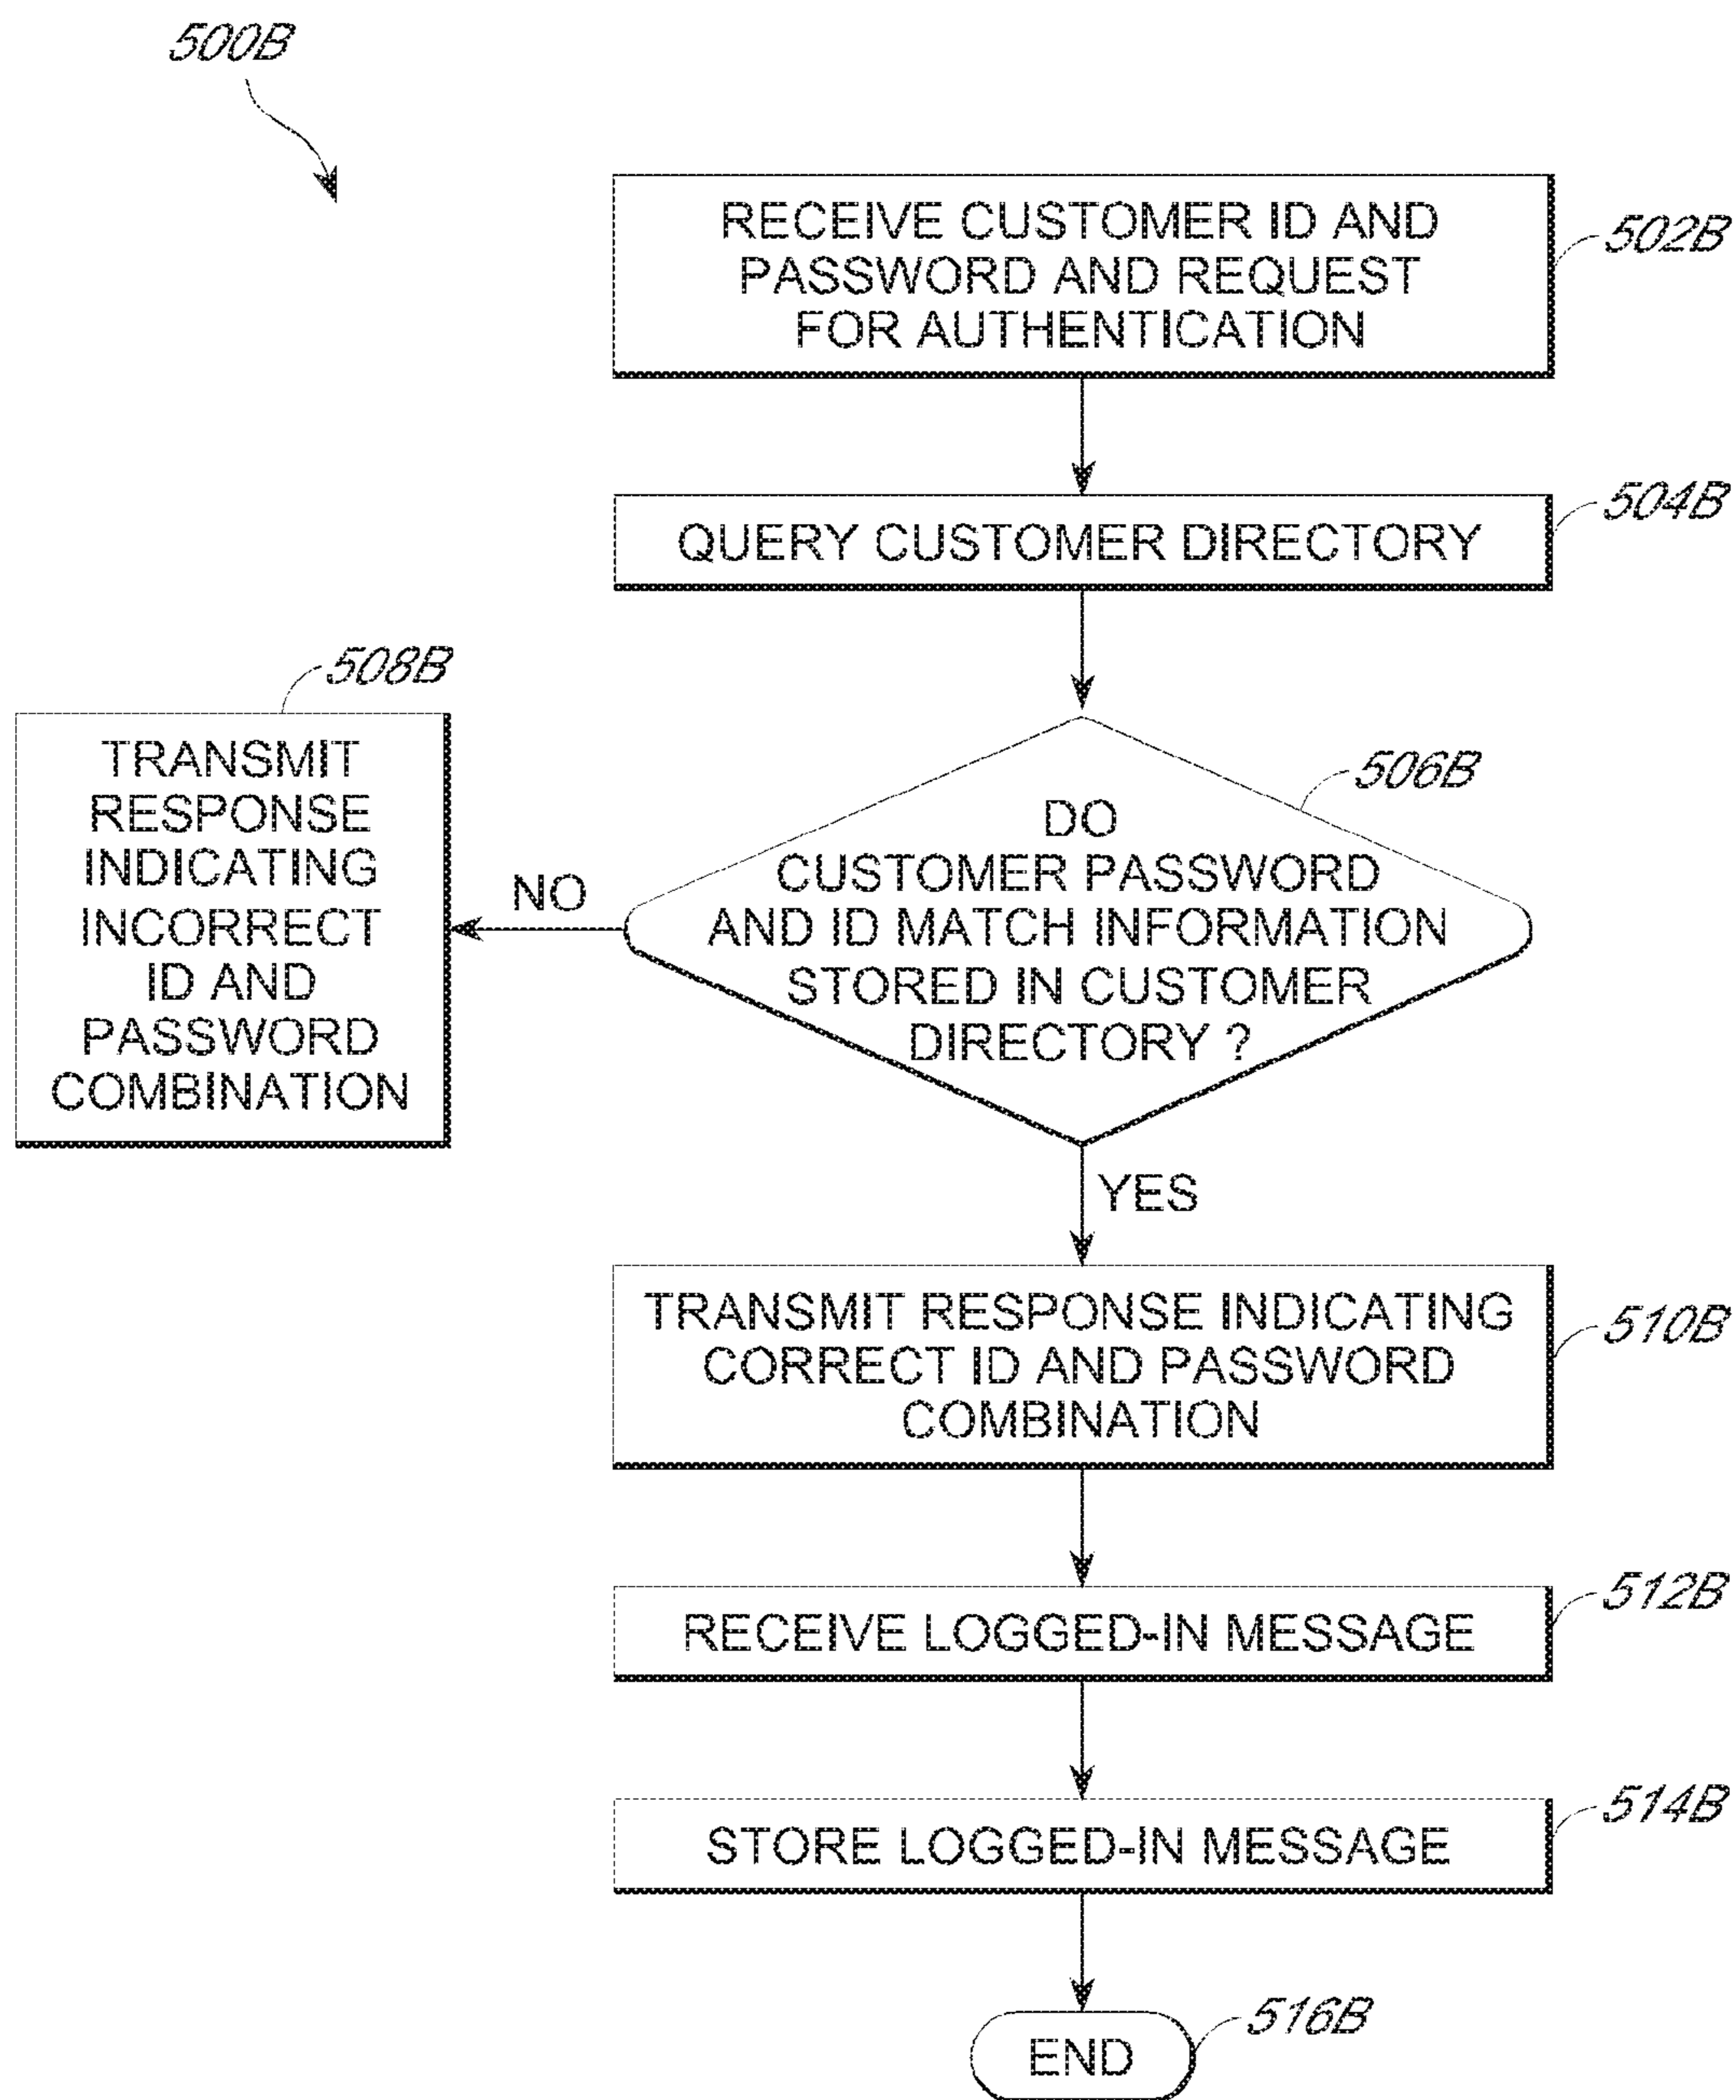 500B
RECEIVE CUSTOMER ID AND
PASSWORD AND REQUEST
FOR AUTHENTICATION
502B
QUERY CUSTOMER DIRECTORY
504B
DO
CUSTOMER PASSWORD
AND ID MATCH INFORMATION
STORED IN CUSTOMER
DIRECTORY ?
506B
NO
508B
TRANSMIT
RESPONSE
INDICATING
INCORRECT
ID AND
PASSWORD
COMBINATION
YES
TRANSMIT RESPONSE INDICATING
CORRECT ID AND PASSWORD
COMBINATION
510B
RECEIVE LOGGED-IN MESSAGE
512B
STORE LOGGED-IN MESSAGE
514B
END
516B